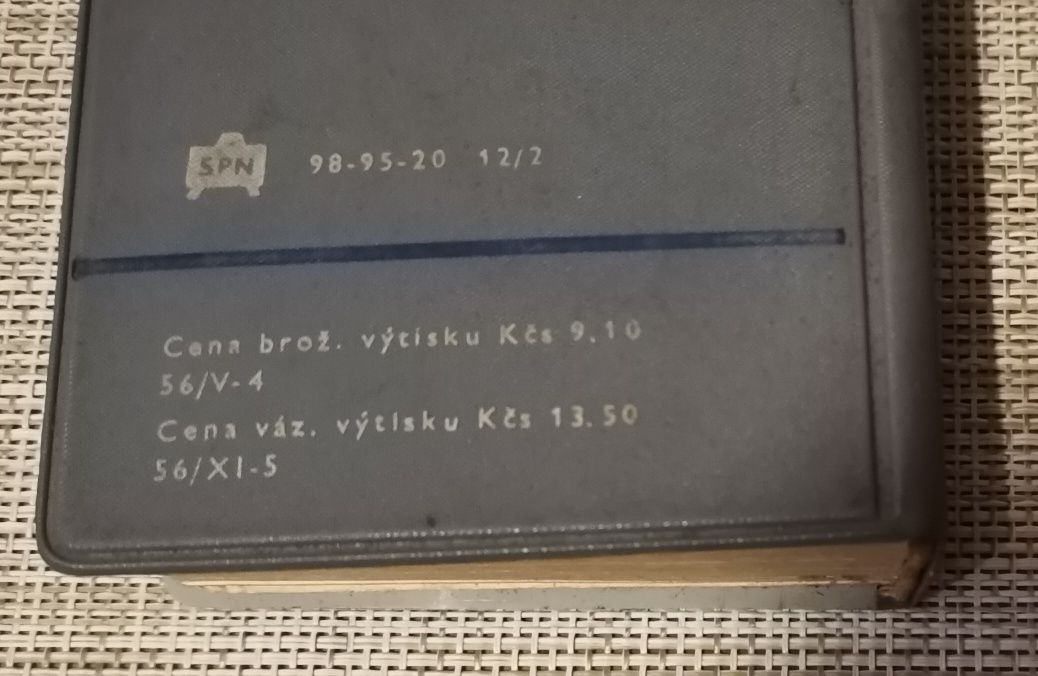 SPN 98-95-20 12/2
Cena brož. výtisku Kčs 9.10
56/V-4
Cena váz. výtisku Kčs 13.50
56/XI-5